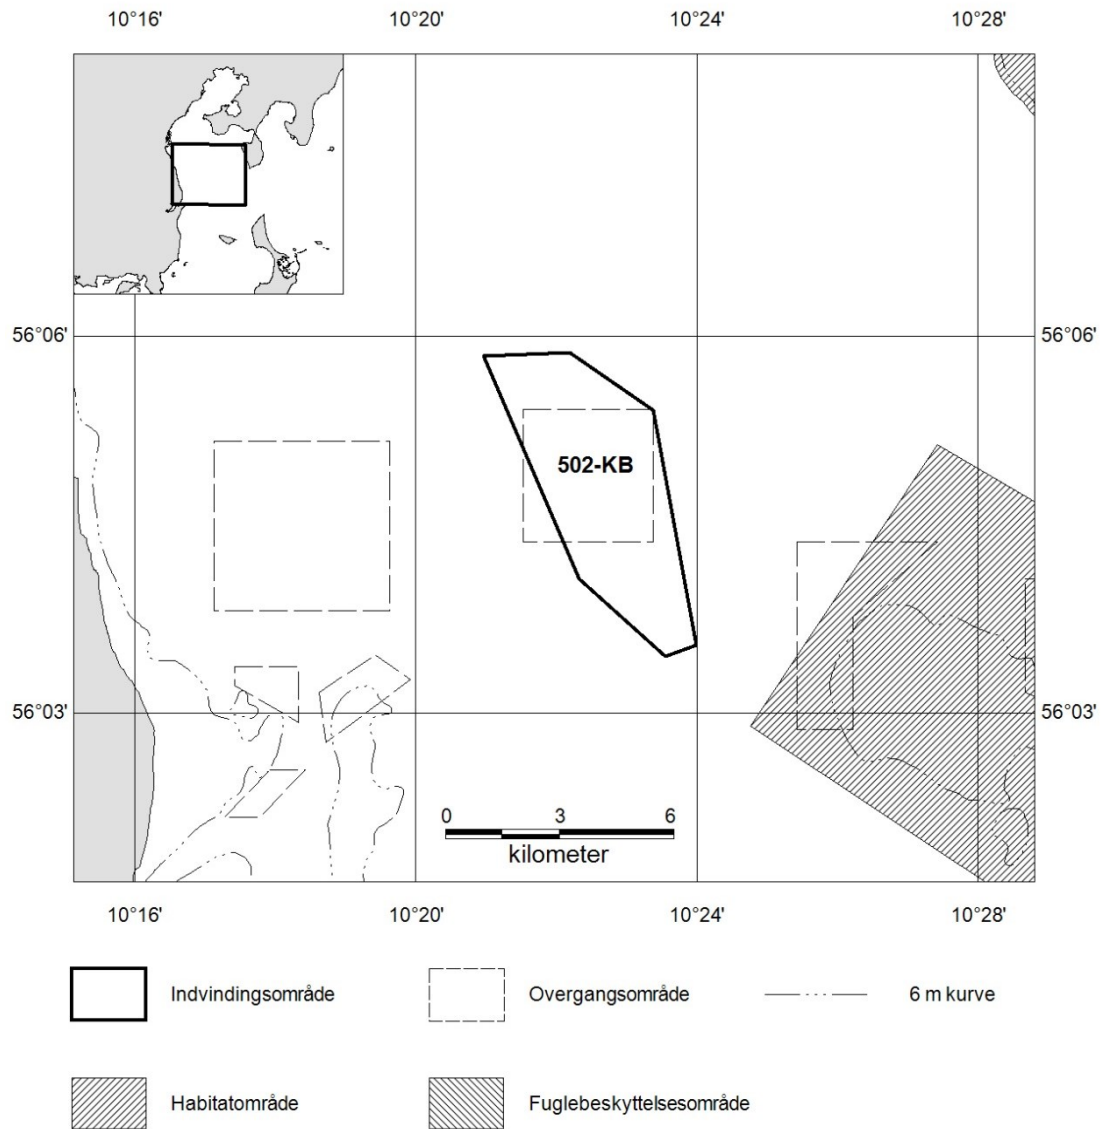 10°16' 10°20' 10°24' 10°28'
56°06' 56°06'
502-KB
56°03' 56°03'
0 3 6
kilometer
10°16' 10°20' 10°24' 10°28'
Indvindingsområde Overgangsområde 6 m kurve
Habitatområde Fuglebeskyttelsesområde